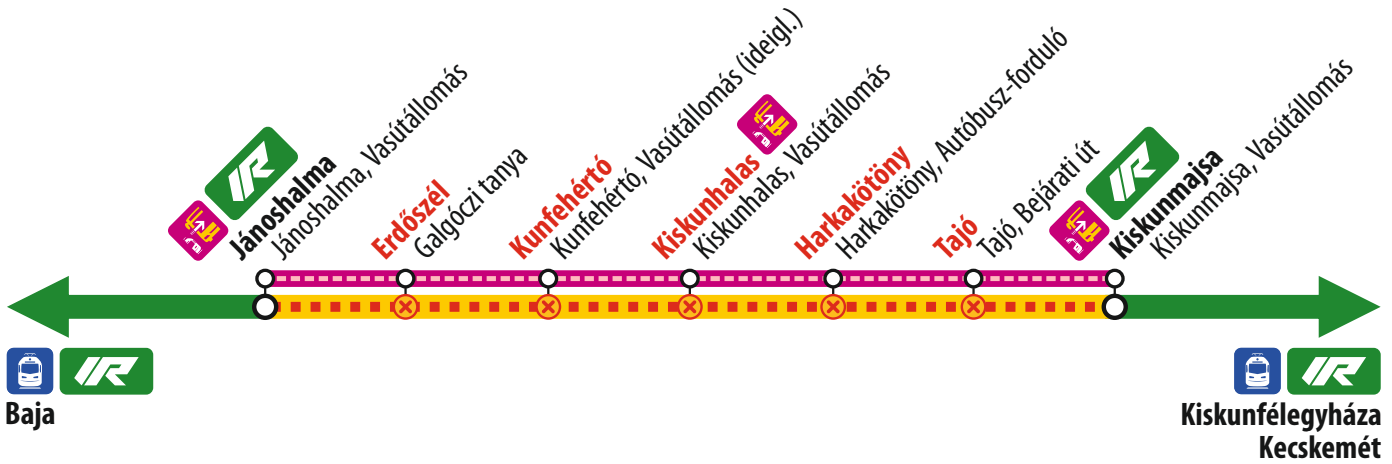 Jánoshalma
Jánoshalma, Vasútállomás
Erdőszél
Galgóczi tanya
Kunfehértó
Kunfehértó, Vasútállomás (ideigl.)
Kiskunhalas
Kiskunhalas, Vasútállomás
Harkakötöny
Harkakötöny, Autóbusz-forduló
Tajó
Tajó, Bejárati út
Kiskunmajsa
Kiskunmajsa, Vasútállomás
IR
IR
IR
Baja
IR
Kiskunfélegyháza
Kecskemét